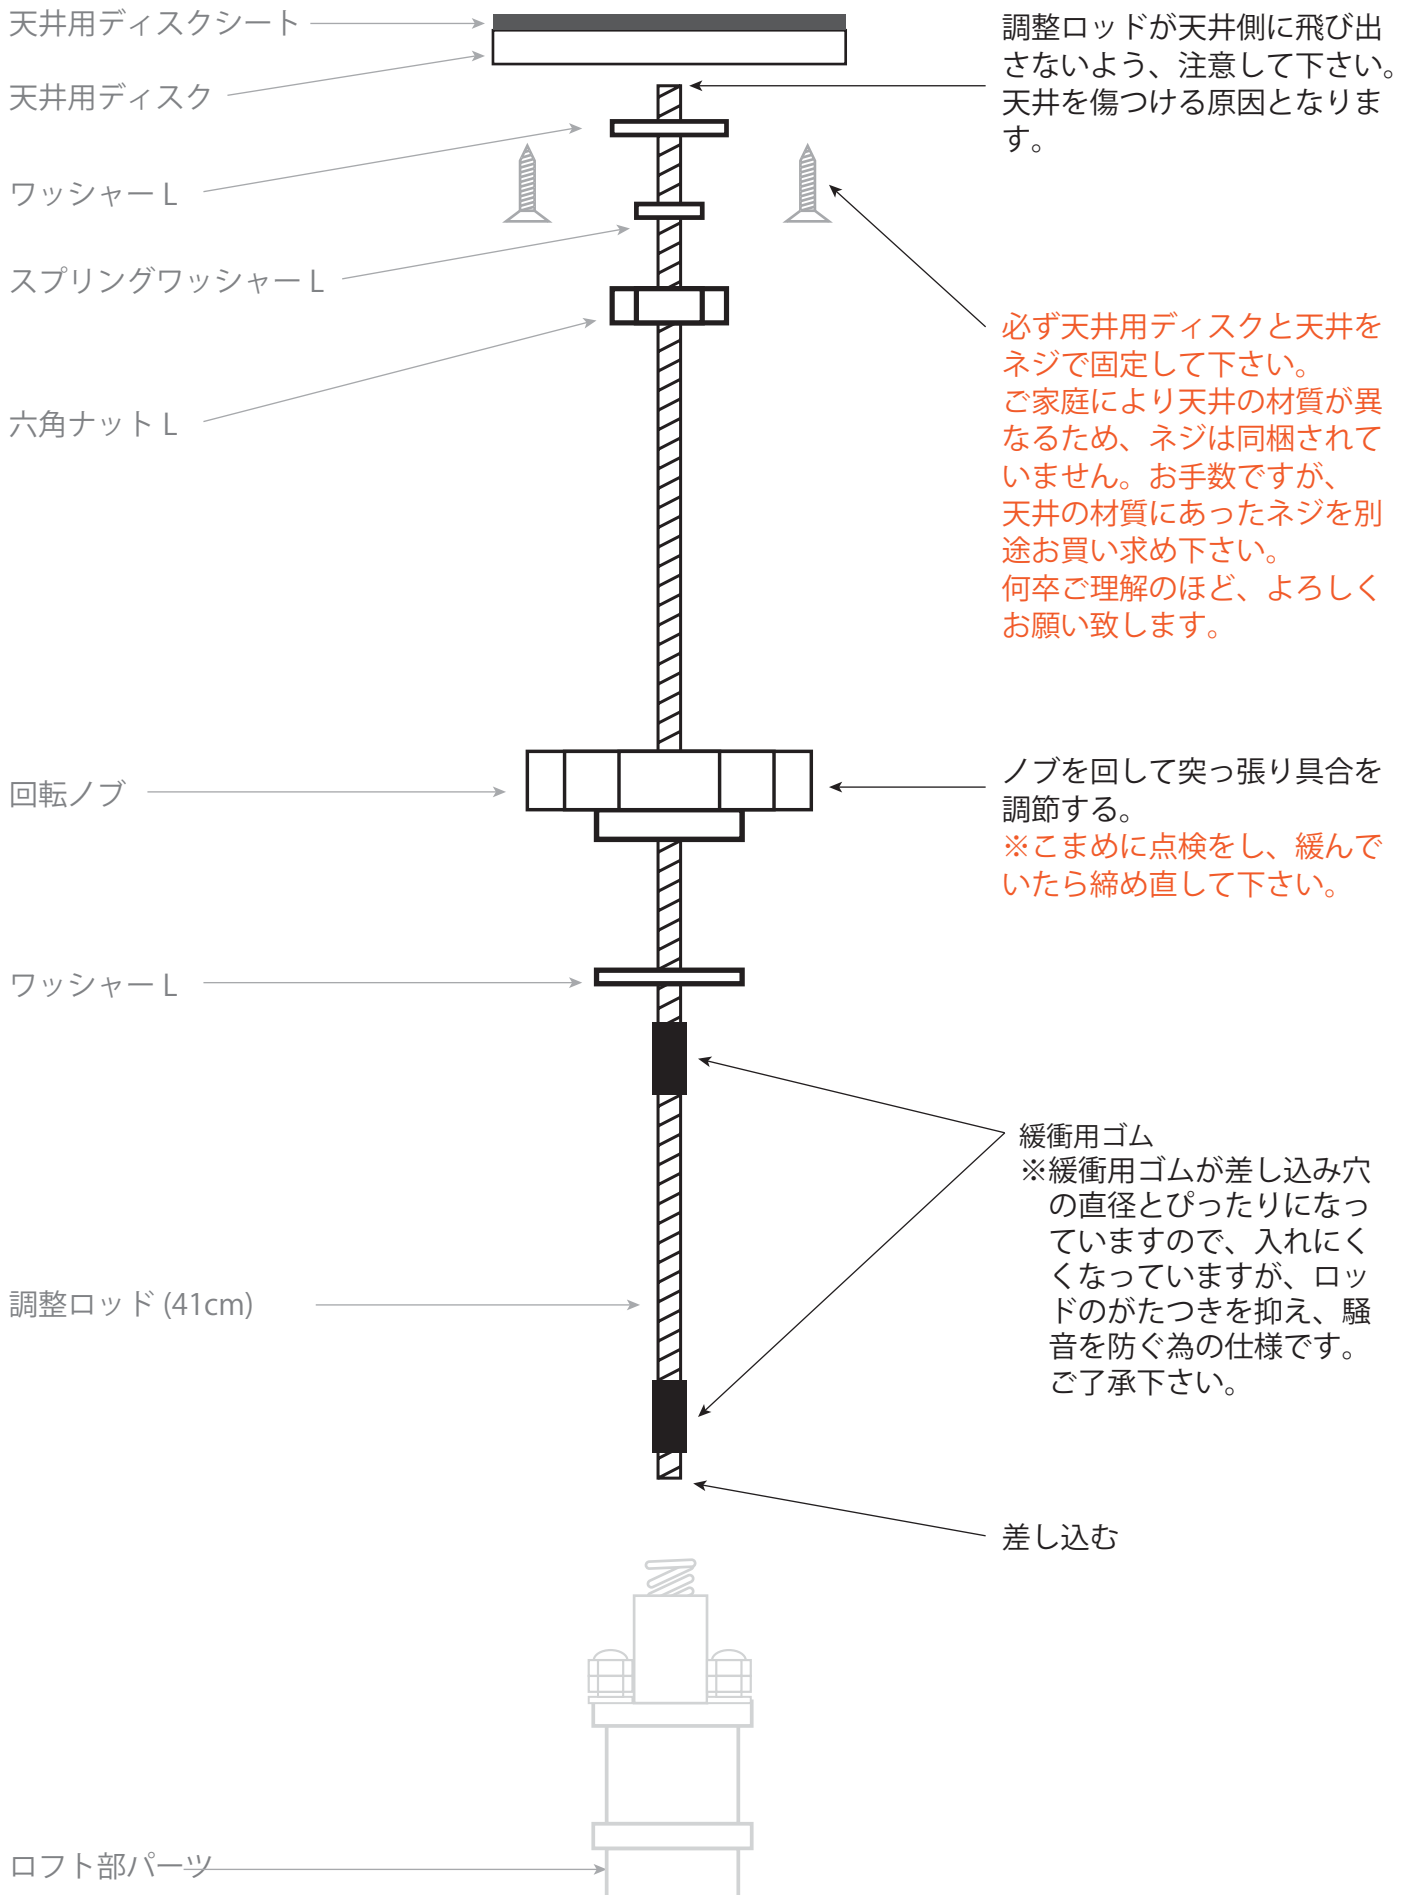 天井用ディスクシート
天井用ディスク
ワッシャー L
スプリングワッシャー L
六角ナット L
回転ノブ
ワッシャー L
調整ロッド (41cm)
ロフト部パーツ
調整ロッドが天井側に飛び出
さないよう、注意して下さい。
天井を傷つける原因となりま
す。
必ず天井用ディスクと天井を
ネジで固定して下さい。
ご家庭により天井の材質が異
なるため、ネジは同梱されて
いません。お手数ですが、
天井の材質にあったネジを別
途お買い求め下さい。
何卒ご理解のほど、よろしく
お願い致します。
ノブを回して突っ張り具合を
調節する。
※こまめに点検をし、緩んで
いたら締め直して下さい。
緩衝用ゴム
※緩衝用ゴムが差し込み穴
の直径とぴったりになっ
ていますので、入れにく
くなっていますが、ロッ
ドのがたつきを抑え、騒
音を防ぐ為の仕様です。
ご了承下さい。
差し込む